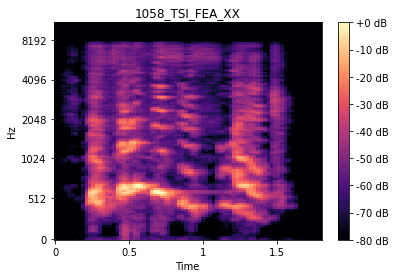 1058_TSI_FEA_XX
+0 dB
8192
-10 dB
4096
-20 dB
-30 dB
2048
Hz
-40 dB
1024
-50 dB
512
-60 dB
-70 dB
0
-80 dB
0 0.5 1 1.5
Time